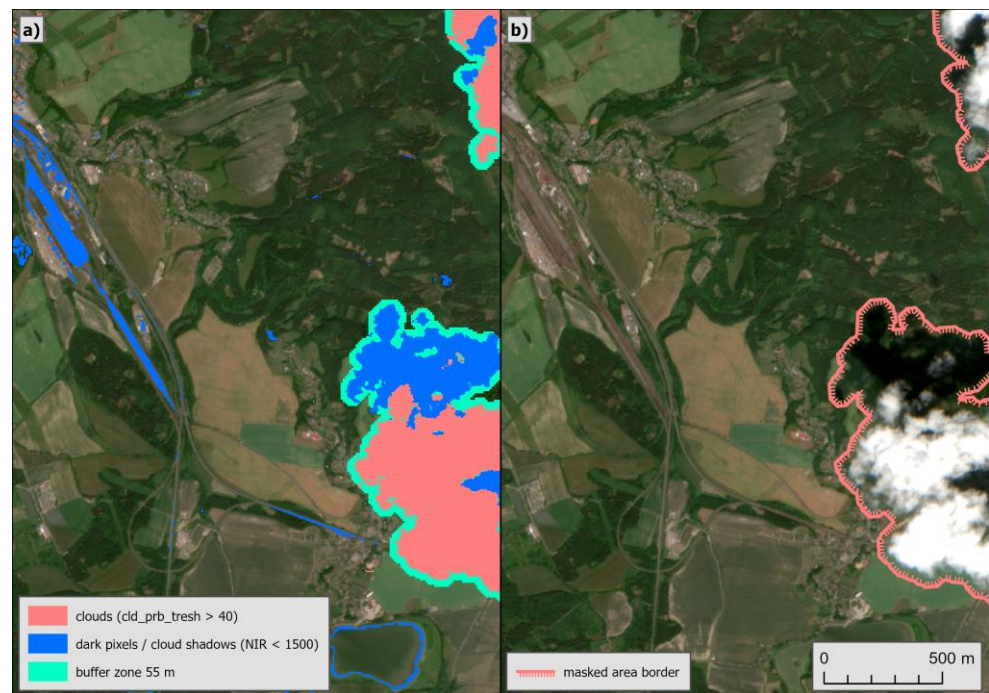 a)
clouds (cld_prb_tresh > 40)
dark pixels / cloud shadows (NIR < 1500)
buffer zone 55 m
b)
masked area border
0 500 m